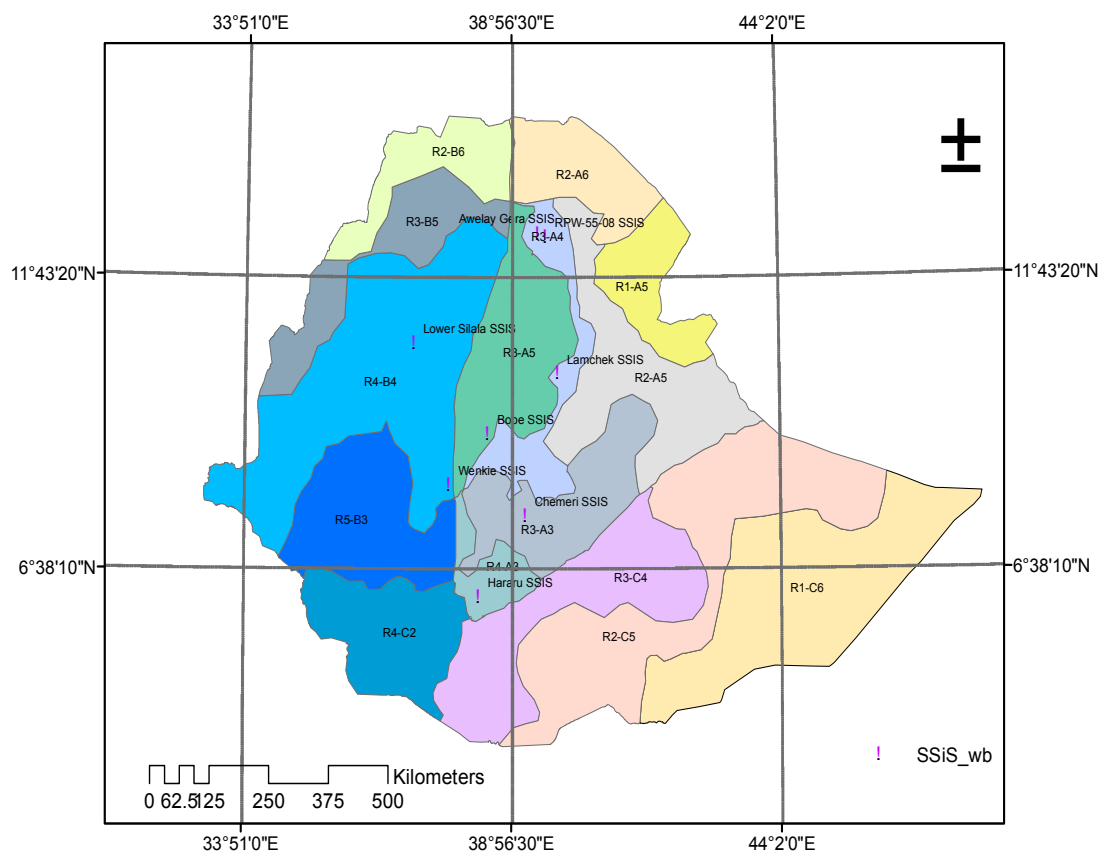 33°51'0"E 38°56'30"E 44°2'0"E
R2-B6
R2-A6
R3-B5
Awelay Gera SSIS
RPW-55-08 SSIS
R3-A4
11°43'20"N
11°43'20"N
R1-A5
Lower Silala SSIS
R3-A5
Lamchek SSIS
R4-B4
R2-A5
Bobe SSIS
Wenkie SSIS
Chemeri SSIS
R5-B3
R3-A3
6°38'10"N
R4-A3
6°38'10"N
Hararu SSIS
R3-C4
R1-C6
R4-C2
R2-C5
SSiS_wb
Kilometers
0 62.5125 250 375 500
33°51'0"E 38°56'30"E 44°2'0"E